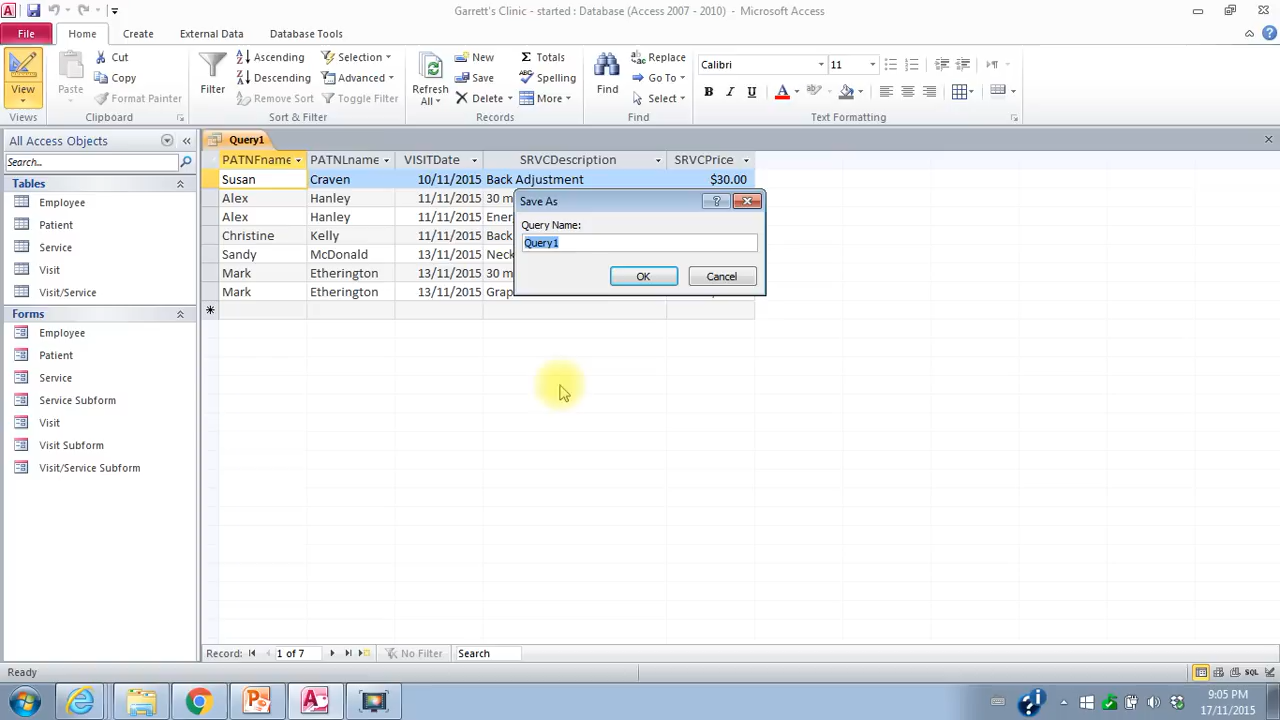 Garrett's Clinic - started : Database (Access 2007 - 2010) - Microsoft Access
File Home Create External Data Database Tools
View
Views
Paste
Cut
Copy
Format Painter
Clipboard
Filter
Ascending
Descending
Remove Sort
Selection
Advanced
Toggle Filter
Sort & Filter
Refresh
All
New
Save
Delete
Totals
Spelling
More
Records
Find
Replace
Go To
Select
Find
Calibri 11
B I U
A
Text Formatting
All Access Objects
Search...
Tables
Employee
Patient
Service
Visit
Visit/Service
Forms
Employee
Patient
Service
Service Subform
Visit
Visit Subform
Visit/Service Subform
Query1
PATNFname PATNLname VISITDate SRVCDescription SRVCPrice
Susan Craven 10/11/2015 Back Adjustment $30.00
Alex Hanley 11/11/2015 30 m
Alex Hanley 11/11/2015 Ener
Christine Kelly 11/11/2015 Back
Sandy McDonald 13/11/2015 Neck
Mark Etherington 13/11/2015 30 m
Mark Etherington 13/11/2015 Grap
Save As
Query Name:
Query1
OK Cancel
Record: 1 of 7 No Filter Search
Ready
SQL
9:05 PM
17/11/2015